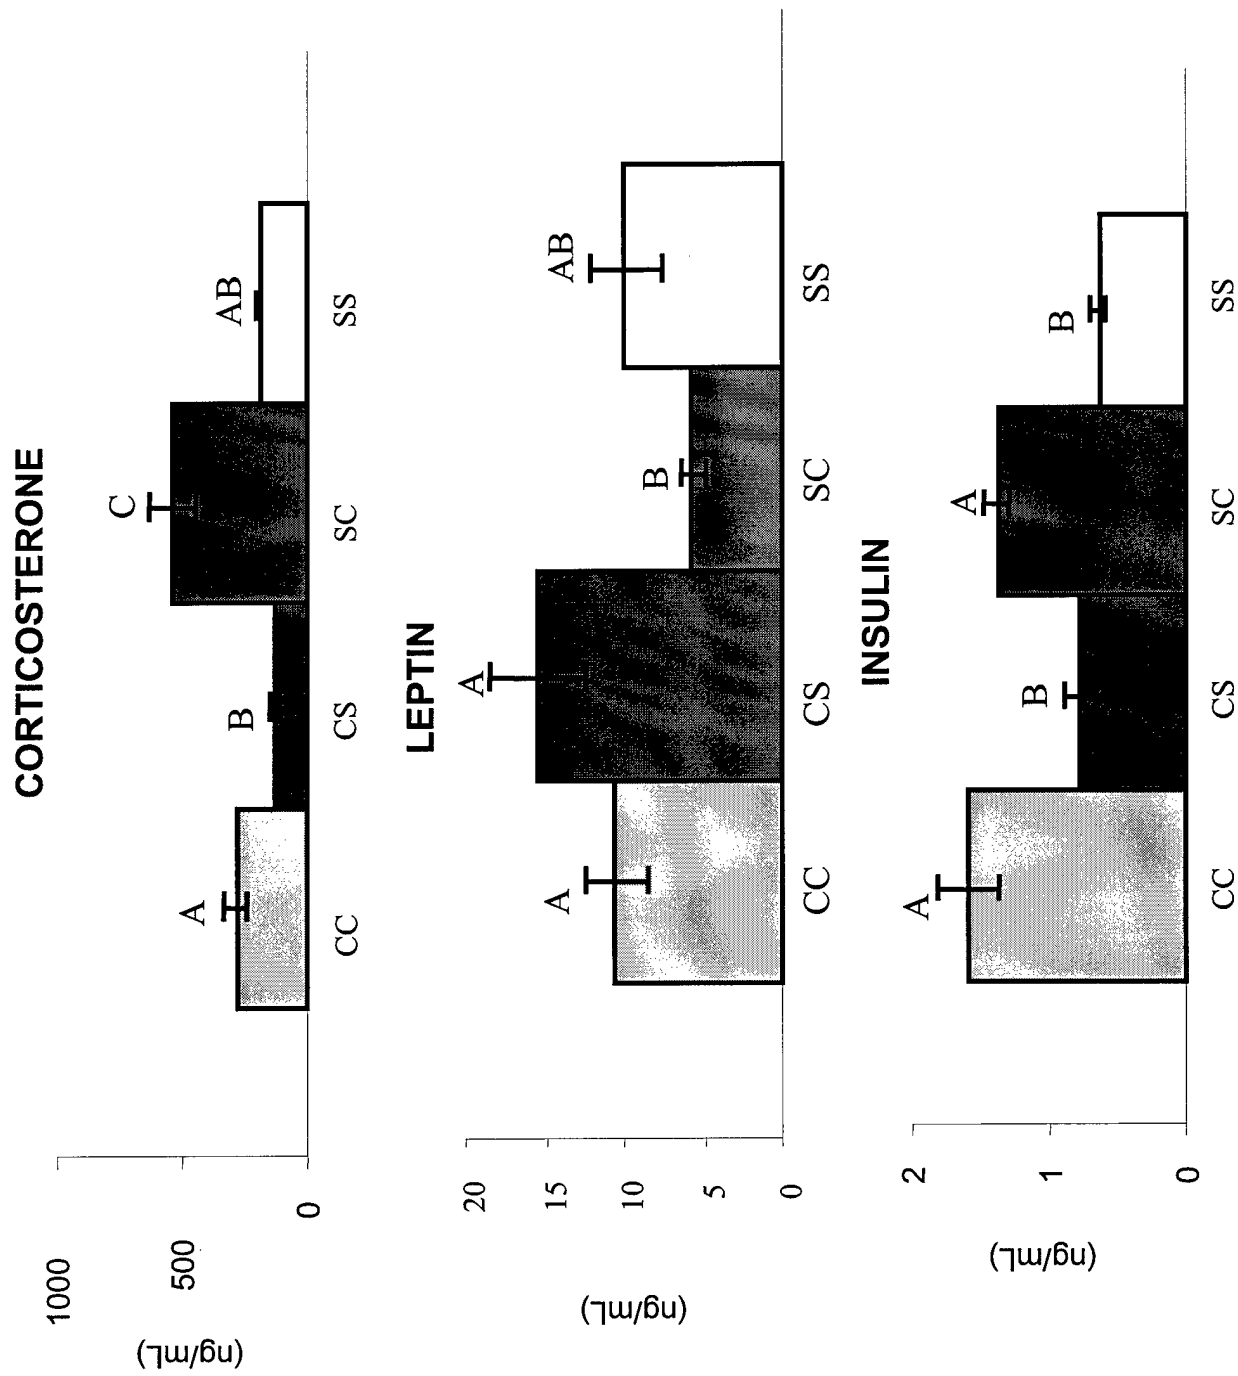 CORTICOSTERONE
1000
500
0
(ng/mL)
A
B
C
AB
CC
CS
SC
SS
LEPTIN
20
15
10
5
0
(ng/mL)
A
A
B
AB
CC
CS
SC
SS
INSULIN
2
1
0
(ng/mL)
A
B
A
B
CC
CS
SC
SS